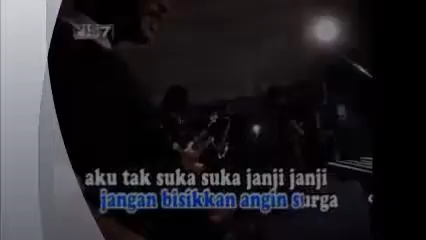 aku tak suka suka janji janji
jangan bisikkan angin surga